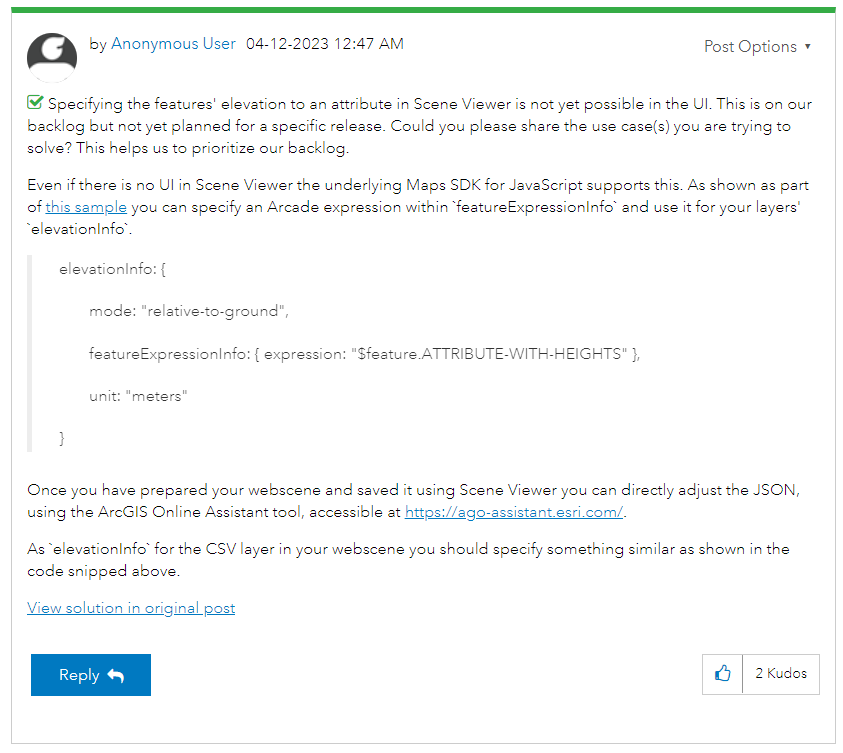 by Anonymous User 04-12-2023 12:47 AM
Post Options ▾
Specifying the features' elevation to an attribute in Scene Viewer is not yet possible in the UI. This is on our
backlog but not yet planned for a specific release. Could you please share the use case(s) you are trying to
solve? This helps us to prioritize our backlog.
Even if there is no UI in Scene Viewer the underlying Maps SDK for JavaScript supports this. As shown as part
of this sample you can specify an Arcade expression within `featureExpressionInfo` and use it for your layers'
`elevationInfo`.
elevationInfo: {
mode: "relative-to-ground",
featureExpressionInfo: { expression: "$feature.ATTRIBUTE-WITH-HEIGHTS" },
unit: "meters"
}
Once you have prepared your webscene and saved it using Scene Viewer you can directly adjust the JSON,
using the ArcGIS Online Assistant tool, accessible at https://ago-assistant.esri.com/.
As `elevationInfo` for the CSV layer in your webscene you should specify something similar as shown in the
code snipped above.
View solution in original post
Reply
2 Kudos